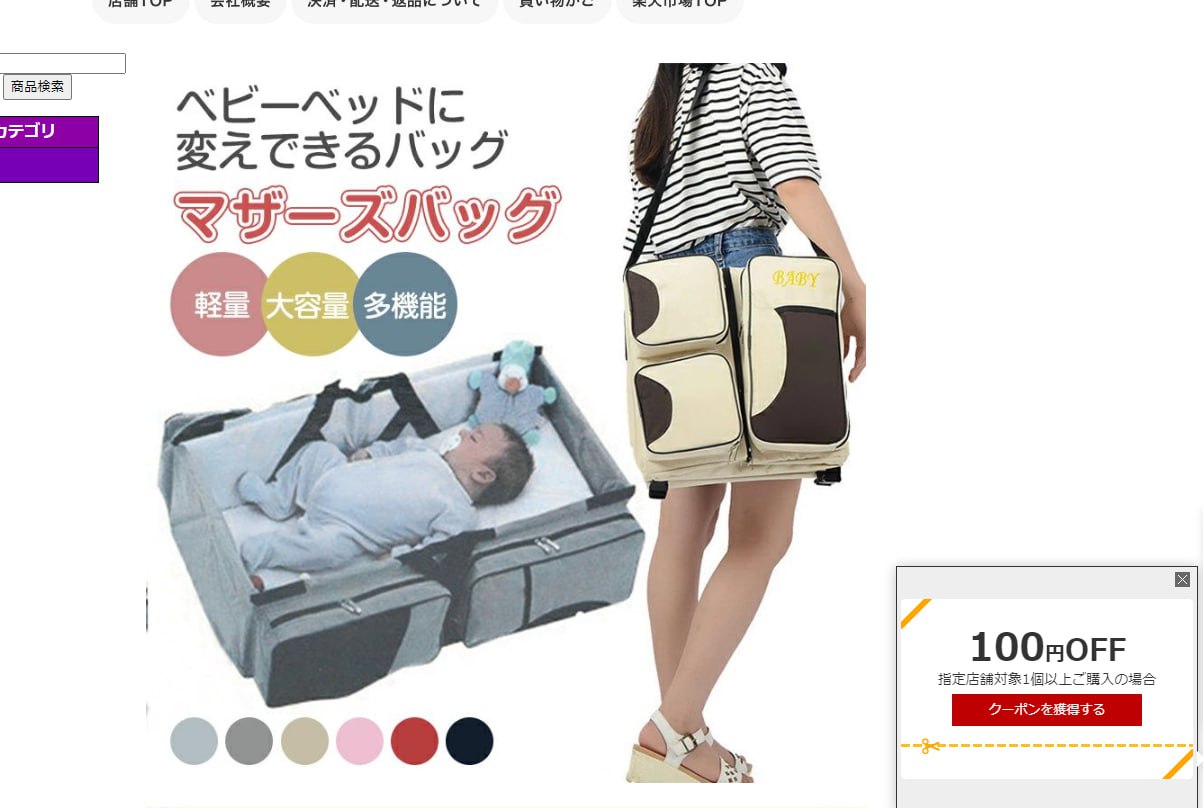 店舗TOP 会社概要 決済・配送・返品について 買い物かご 楽天市場TOP
商品検索
カテゴリ
ベビーベッドに
変えできるバッグ
マザーズバッグ
軽量 大容量 多機能
BABY
100円OFF
指定店舗対象1個以上ご購入の場合
クーポンを獲得する